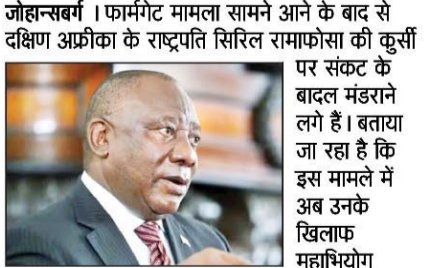 जोहान्सबर्ग । फार्मगेट मामला सामने आने के बाद से
दक्षिण अफ्रीका के राष्ट्रपति सिरिल रामाफोसा की कुर्सी
पर संकट के
बादल मंडराने
लगे हैं । बताया
जा रहा है कि
इस मामले में
अब उनके
खिलाफ
महाभियोग